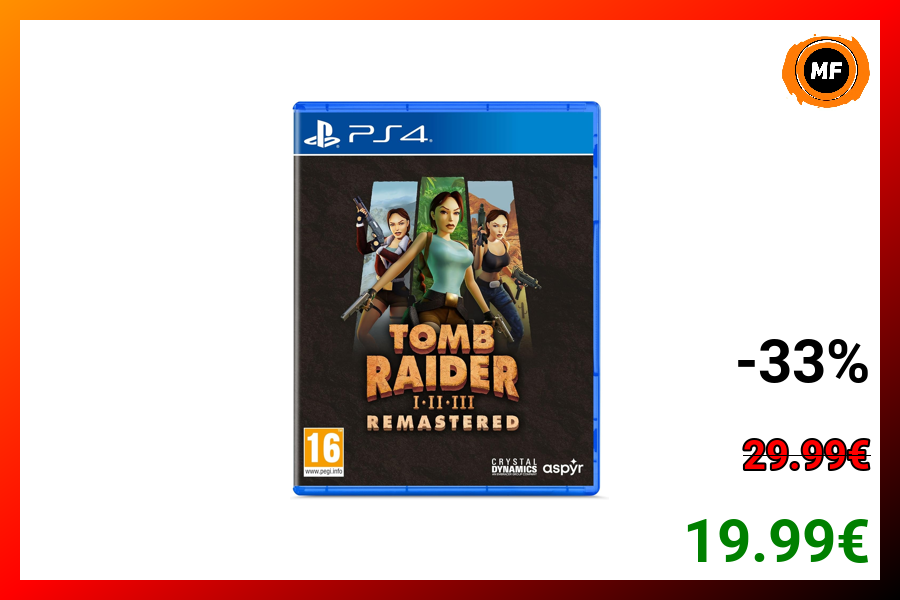 MF
PS4
TOMB
RAIDER
I·II·III
REMASTERED
16
www.pegi.info
CRYSTAL
DYNAMICS
aspyr
-33%
29.99€
19.99€